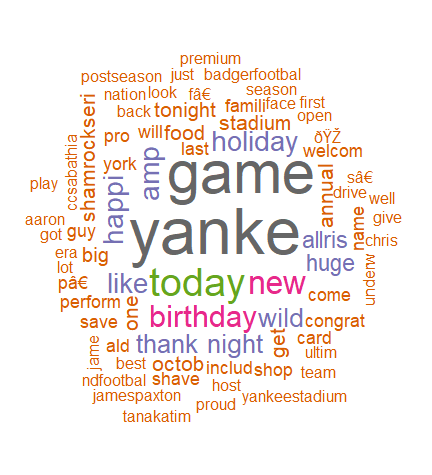 premium
postseason just badgerfootbal
nation look fâ€ season
back tonight famili face first
shamrockseri stadium open
pro will food holiday ðŸŽ
ccsabathia last welcom
york amp game sâ€
play happi annual drive well
aaron name give
got guy yanke allris chris
era big huge underw
lot
pâ€ like today new come
perform one
save birthday wild congrat
jame ald thank night get card
ultim
best octob includ shop team
ndfootbal shave host
jamespaxton proud yankeestadium
tanakatim